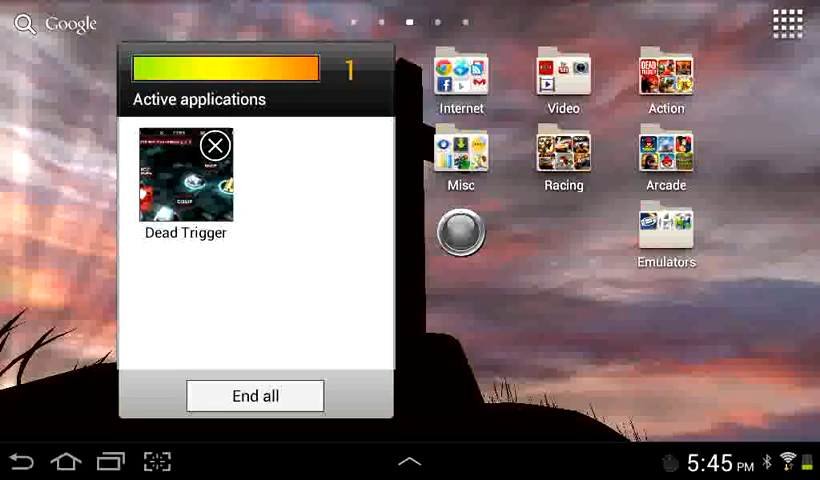 Google
1
Active applications
Dead Trigger
End all
Internet
Video
Action
Misc
Racing
Arcade
Emulators
5:45 PM